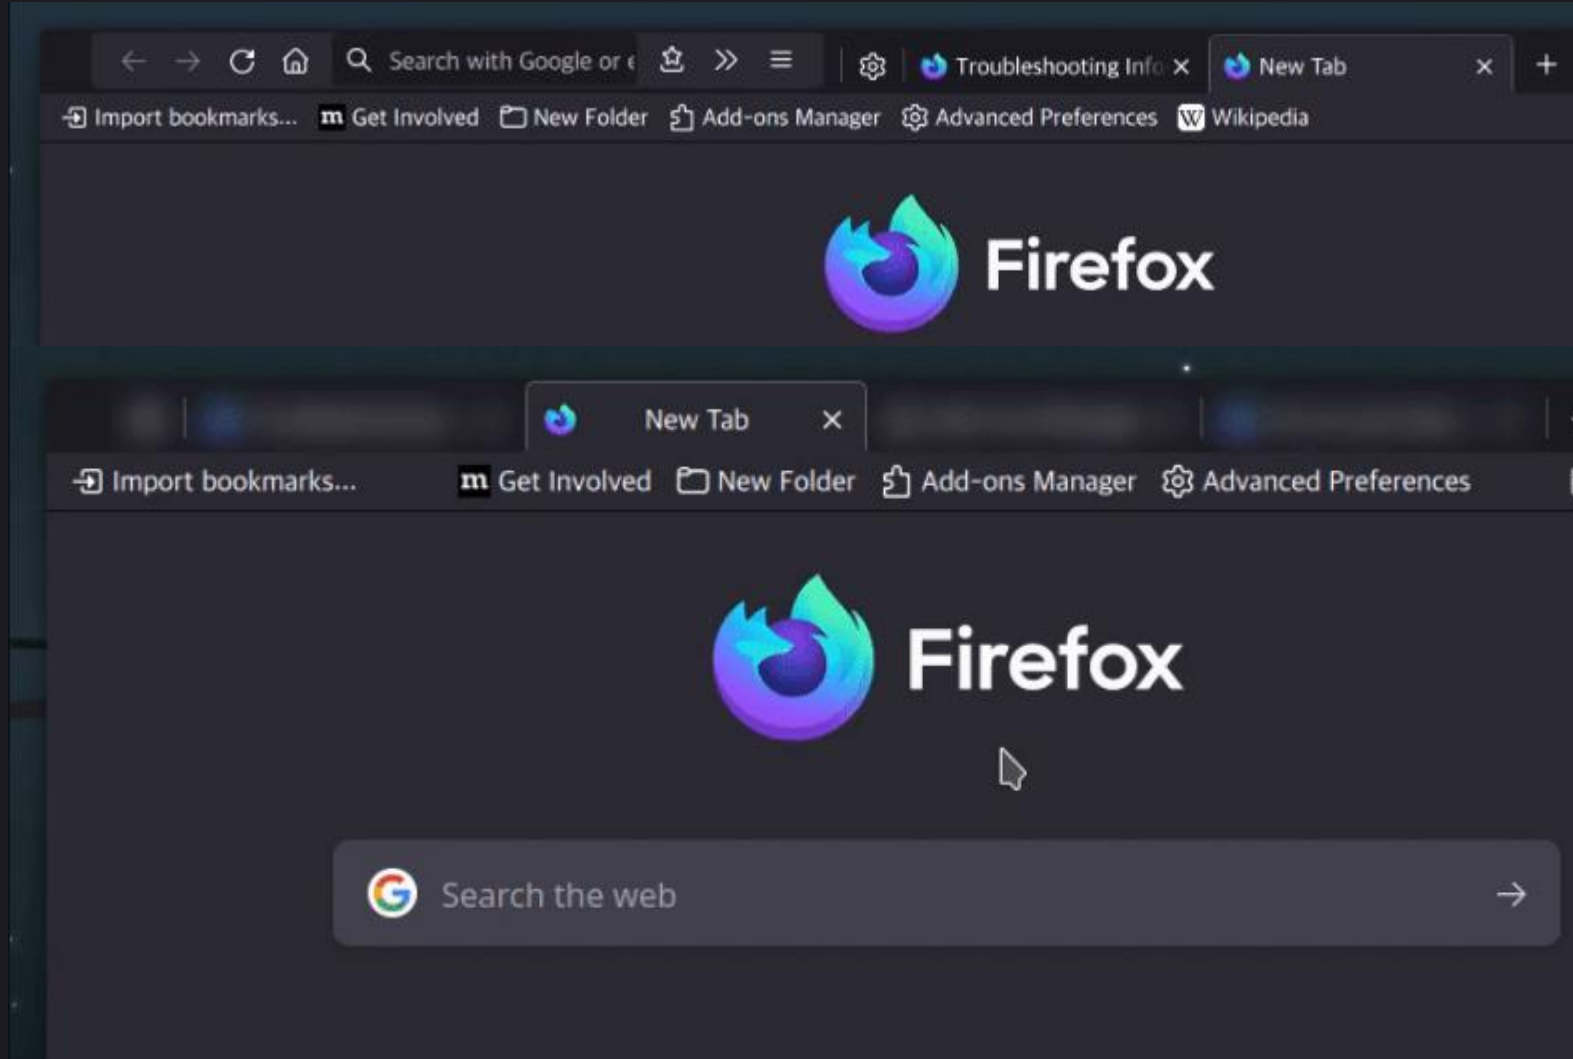 Search with Google or e Troubleshooting Info New Tab
Import bookmarks... m Get Involved New Folder Add-ons Manager Advanced Preferences W Wikipedia
Firefox
New Tab
Import bookmarks... m Get Involved New Folder Add-ons Manager Advanced Preferences
Firefox
G Search the web